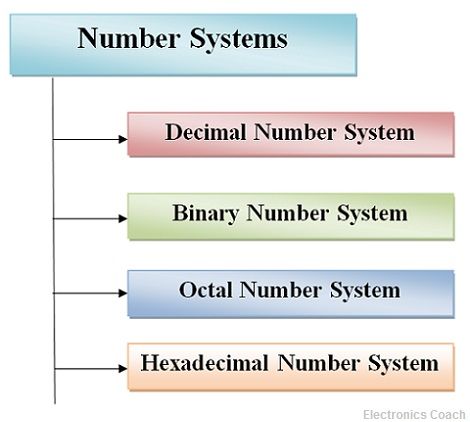 Number Systems
Decimal Number System
Binary Number System
Octal Number System
Hexadecimal Number System
Electronics Coach